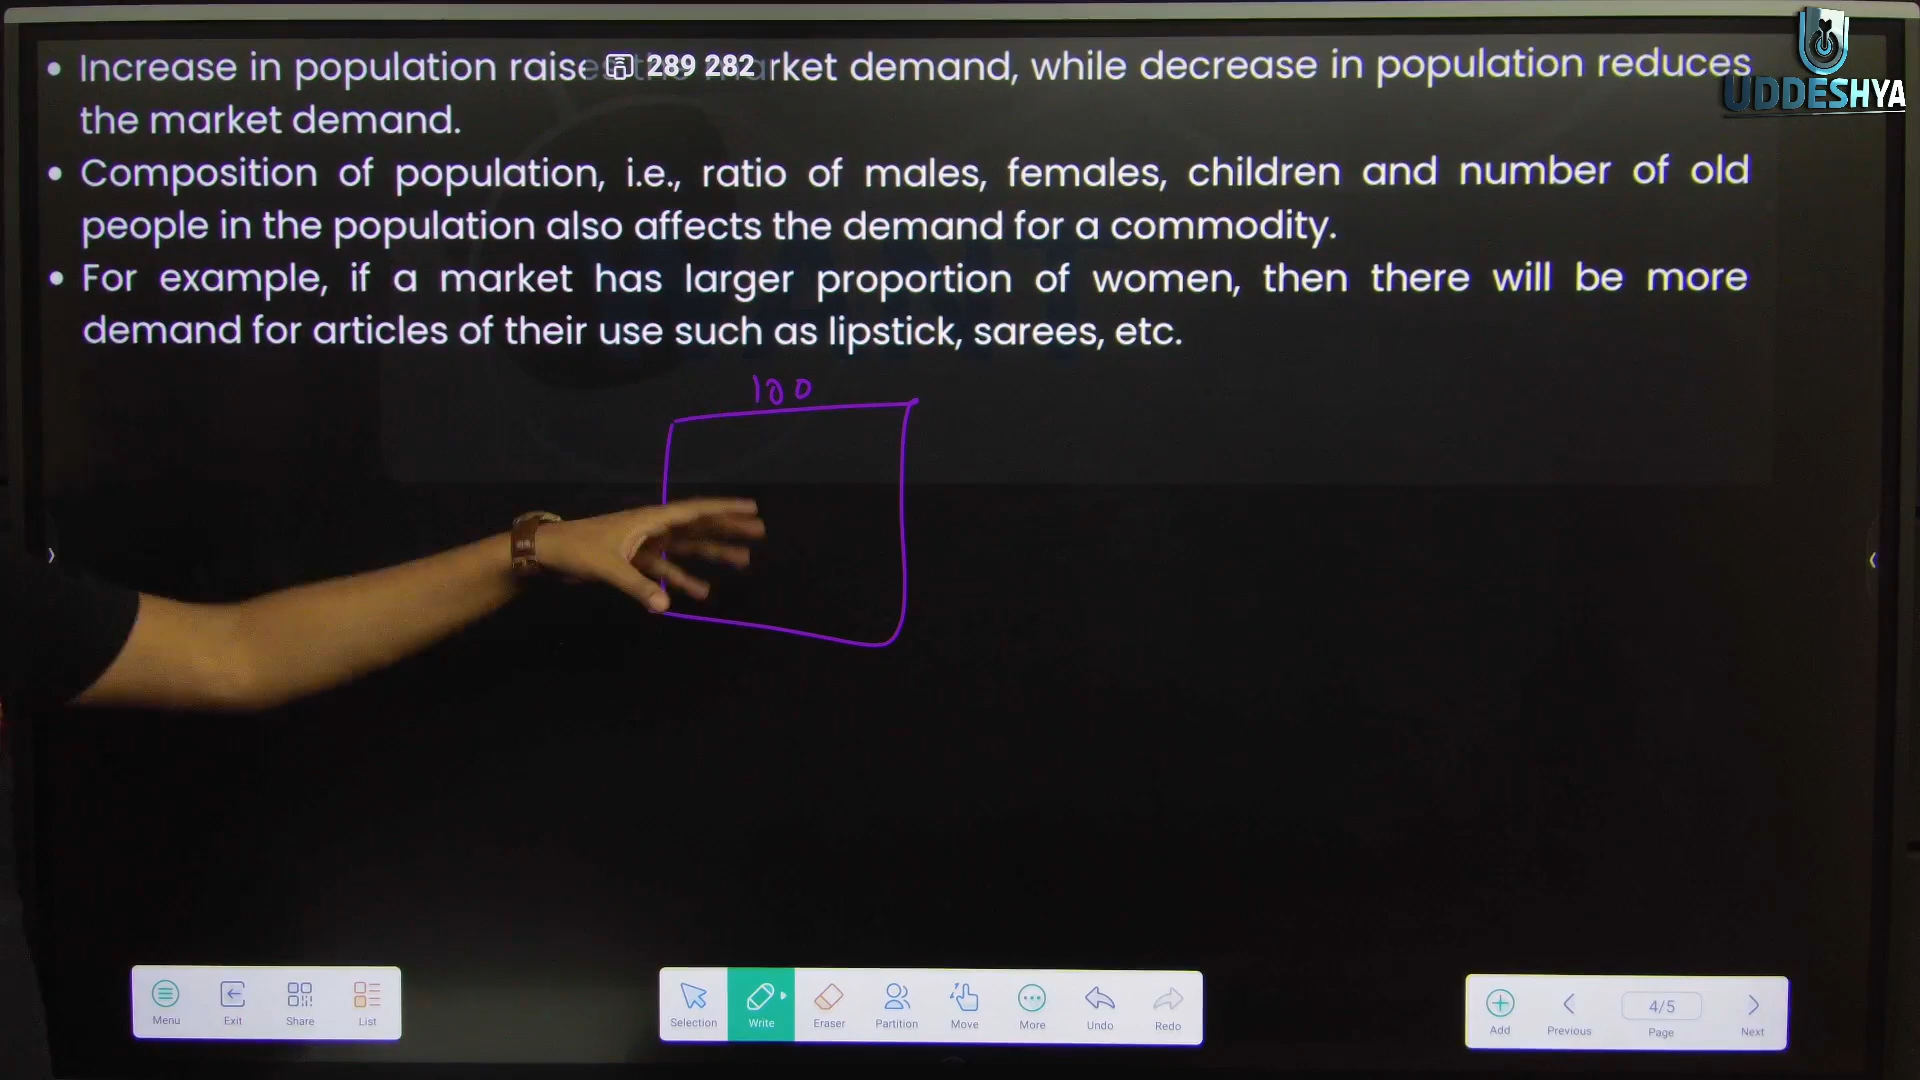 • Increase in population raise 289 282 rket demand, while decrease in population reduces
the market demand.
• Composition of population, i.e., ratio of males, females, children and number of old
people in the population also affects the demand for a commodity.
• For example, if a market has larger proportion of women, then there will be more
demand for articles of their use such as lipstick, sarees, etc.
UDDESHYA
100
Menu Exit Share List
Selection Write Eraser Partition Move More Undo Redo
Add Previous 4/5 Page Next